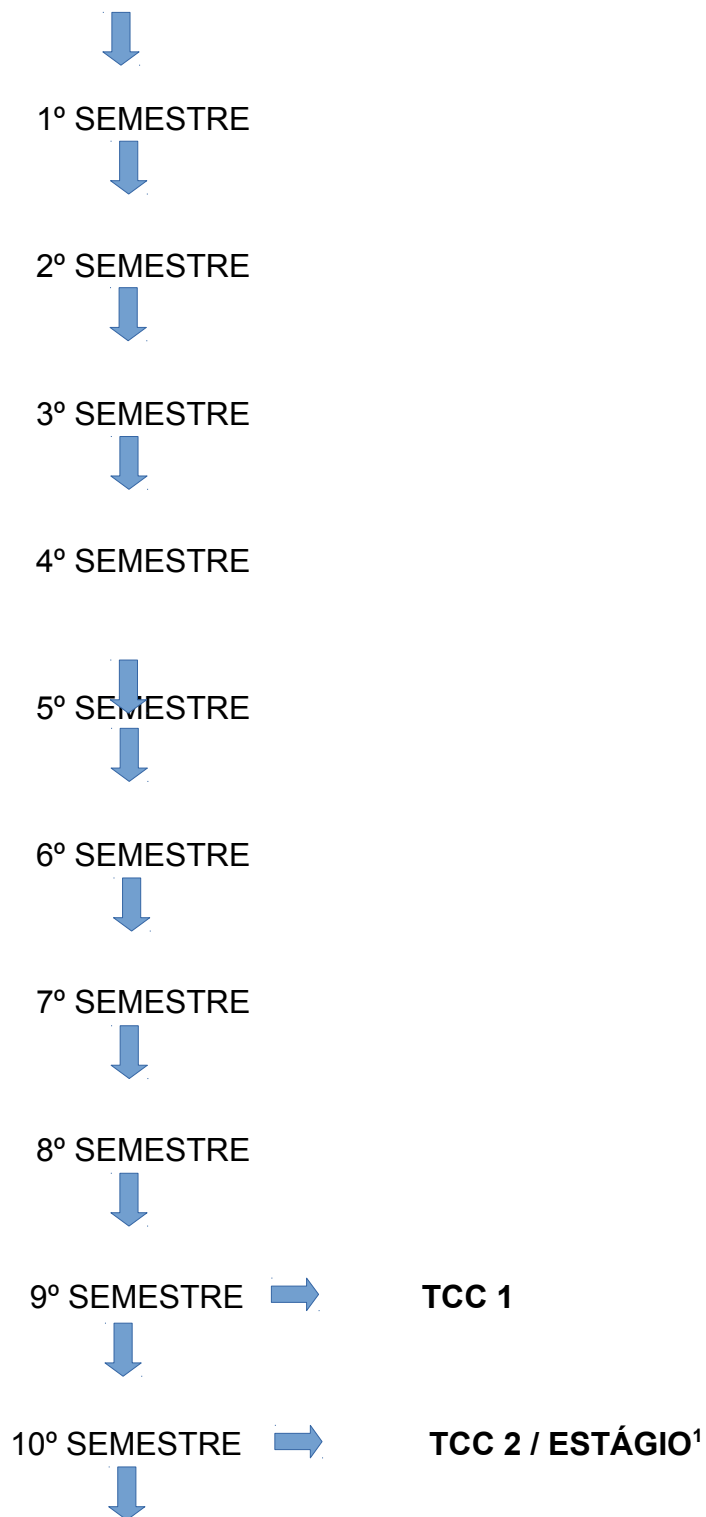 1º SEMESTRE
2º SEMESTRE
3º SEMESTRE
4º SEMESTRE
5º SEMESTRE
6º SEMESTRE
7º SEMESTRE
8º SEMESTRE
9º SEMESTRE TCC 1
10º SEMESTRE TCC 2 / ESTÁGIO¹